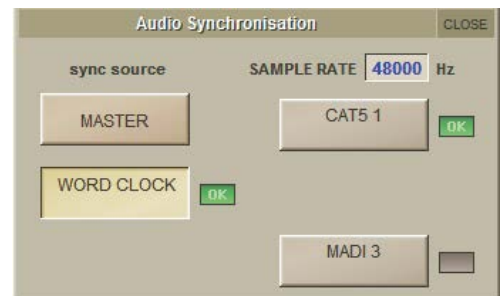 Audio Synchronisation
CLOSE
sync source
SAMPLE RATE 48000 Hz
MASTER
CAT5 1
OK
WORD CLOCK
OK
MADI 3